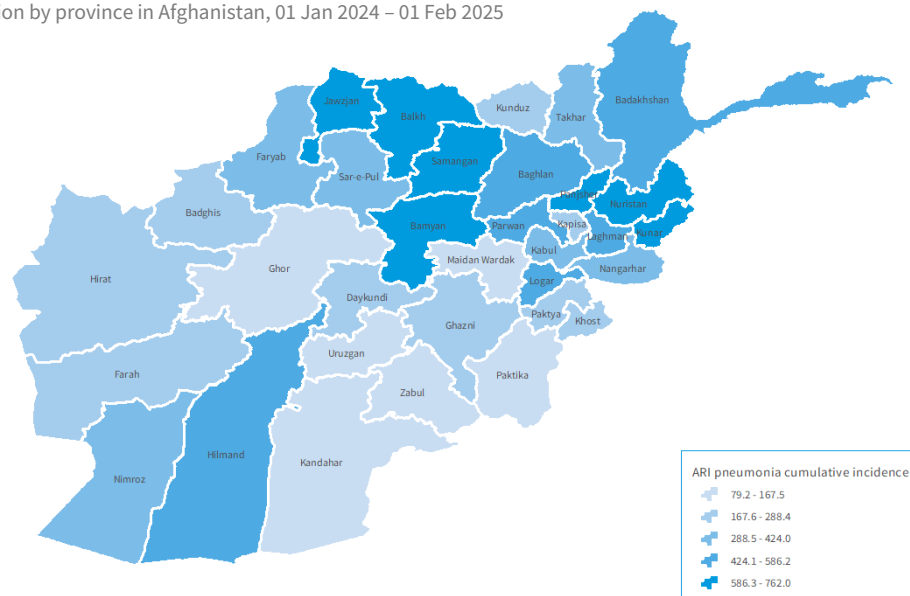 ion by province in Afghanistan, 01 Jan 2024 – 01 Feb 2025
Jawzjan
Balkh
Kunduz
Takhar
Badakhshan
Faryab
Sar-e-Pul
Samangan
Baghlan
Panjsher
Nuristan
Badghis
Bamyan
Parwan
Kapisa
Laghman
Kunar
Hirat
Ghor
Maidan Wardak
Kabul
Nangarhar
Logar
Daykundi
Ghazni
Paktya
Khost
Uruzgan
Farah
Zabul
Paktika
Hilmand
Kandahar
Nimroz
ARI pneumonia cumulative incidence
79.2 - 167.5
167.6 - 288.4
288.5 - 424.0
424.1 - 586.2
586.3 - 762.0